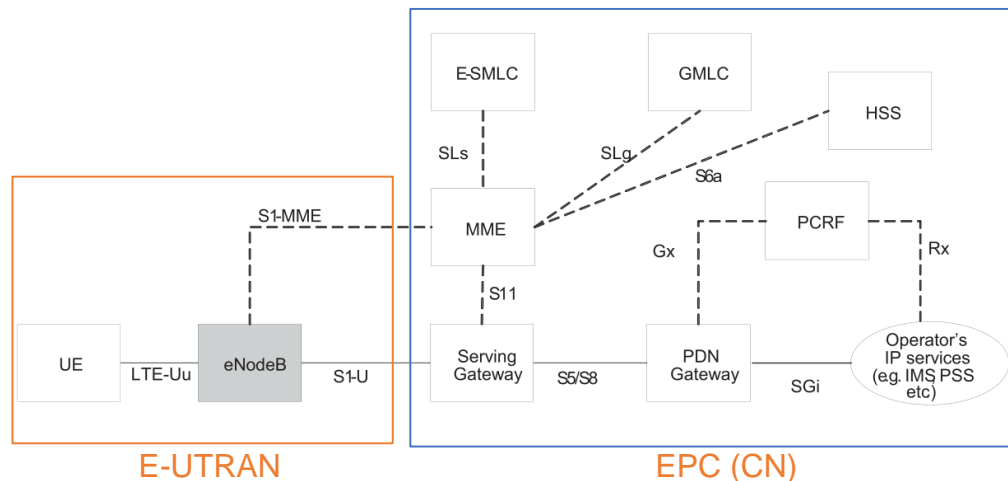 E-SMLC
GMLC
HSS
SLs
SLg
S6a
S1-MME
MME
PCRF
Gx
Rx
S11
UE
eNodeB
Serving
Gateway
PDN
Gateway
Operator's
IP services
(e.g. IMS, PSS
etc)
LTE-Uu
S1-U
S5/S8
SGi
E-UTRAN
EPC (CN)